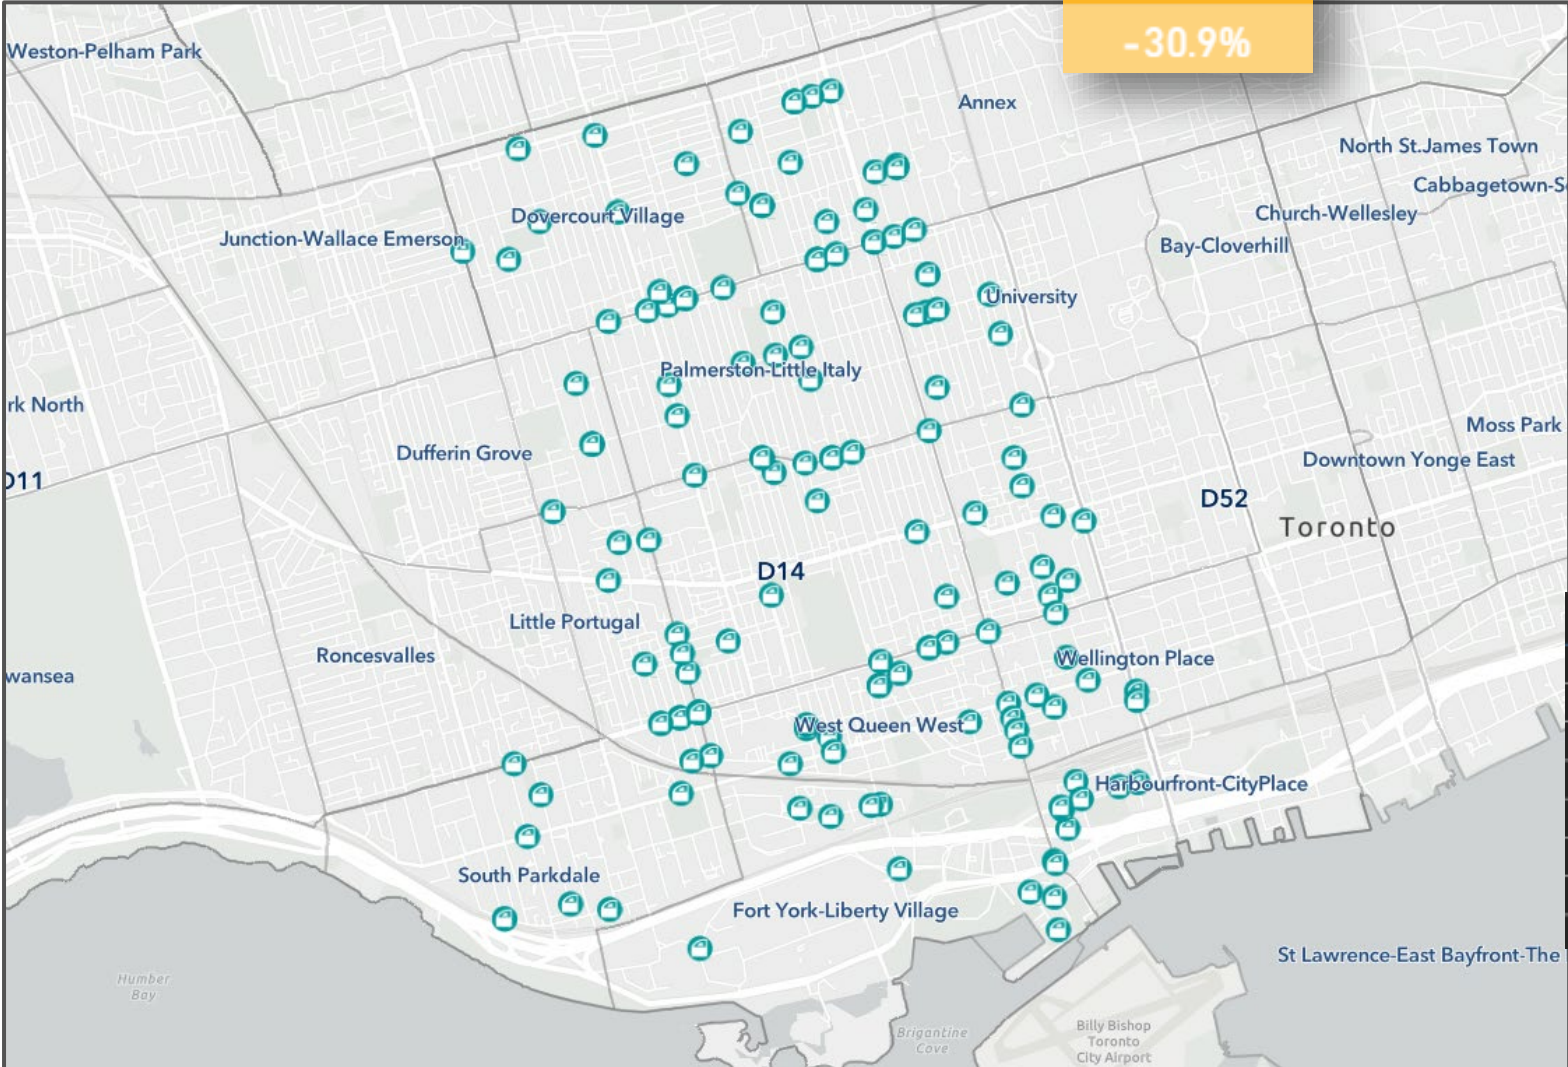 -30.9%
Weston-Pelham Park
Annex
North St.James Town
Cabbagetown-S
Church-Wellesley
Dovercourt Village
Junction-Wallace Emerson
Bay-Cloverhill
University
Palmerston-Little Italy
rk North
Moss Park
Dufferin Grove
Downtown Yonge East
D11
D52
Toronto
D14
Little Portugal
Roncesvalles
Wellington Place
wansea
West Queen West
Harbourfront-CityPlace
South Parkdale
Fort York-Liberty Village
St Lawrence-East Bayfront-The
Humber
Bay
Brigantine
Cove
Billy Bishop
Toronto
City Airport